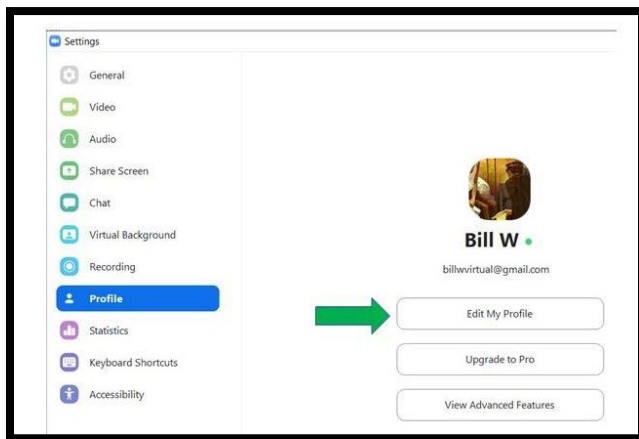 Settings
General
Video
Audio
Share Screen
Chat
Virtual Background
Recording
Profile
Statistics
Keyboard Shortcuts
Accessibility
Bill W
billwvirtual@gmail.com
Edit My Profile
Upgrade to Pro
View Advanced Features